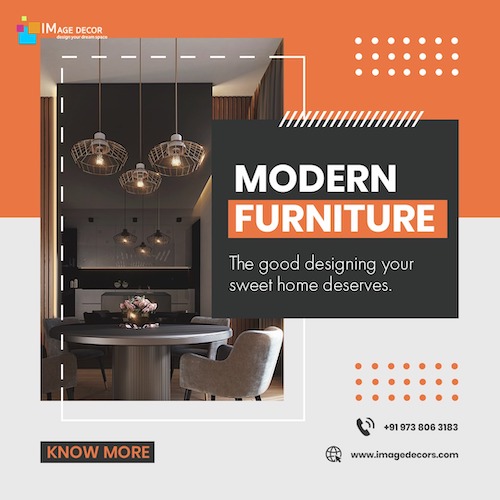 IMAGE DECOR
design your dream space
MODERN
FURNITURE
The good designing your
sweet home deserves.
+91 973 806 3183
www.imagedecors.com
KNOW MORE